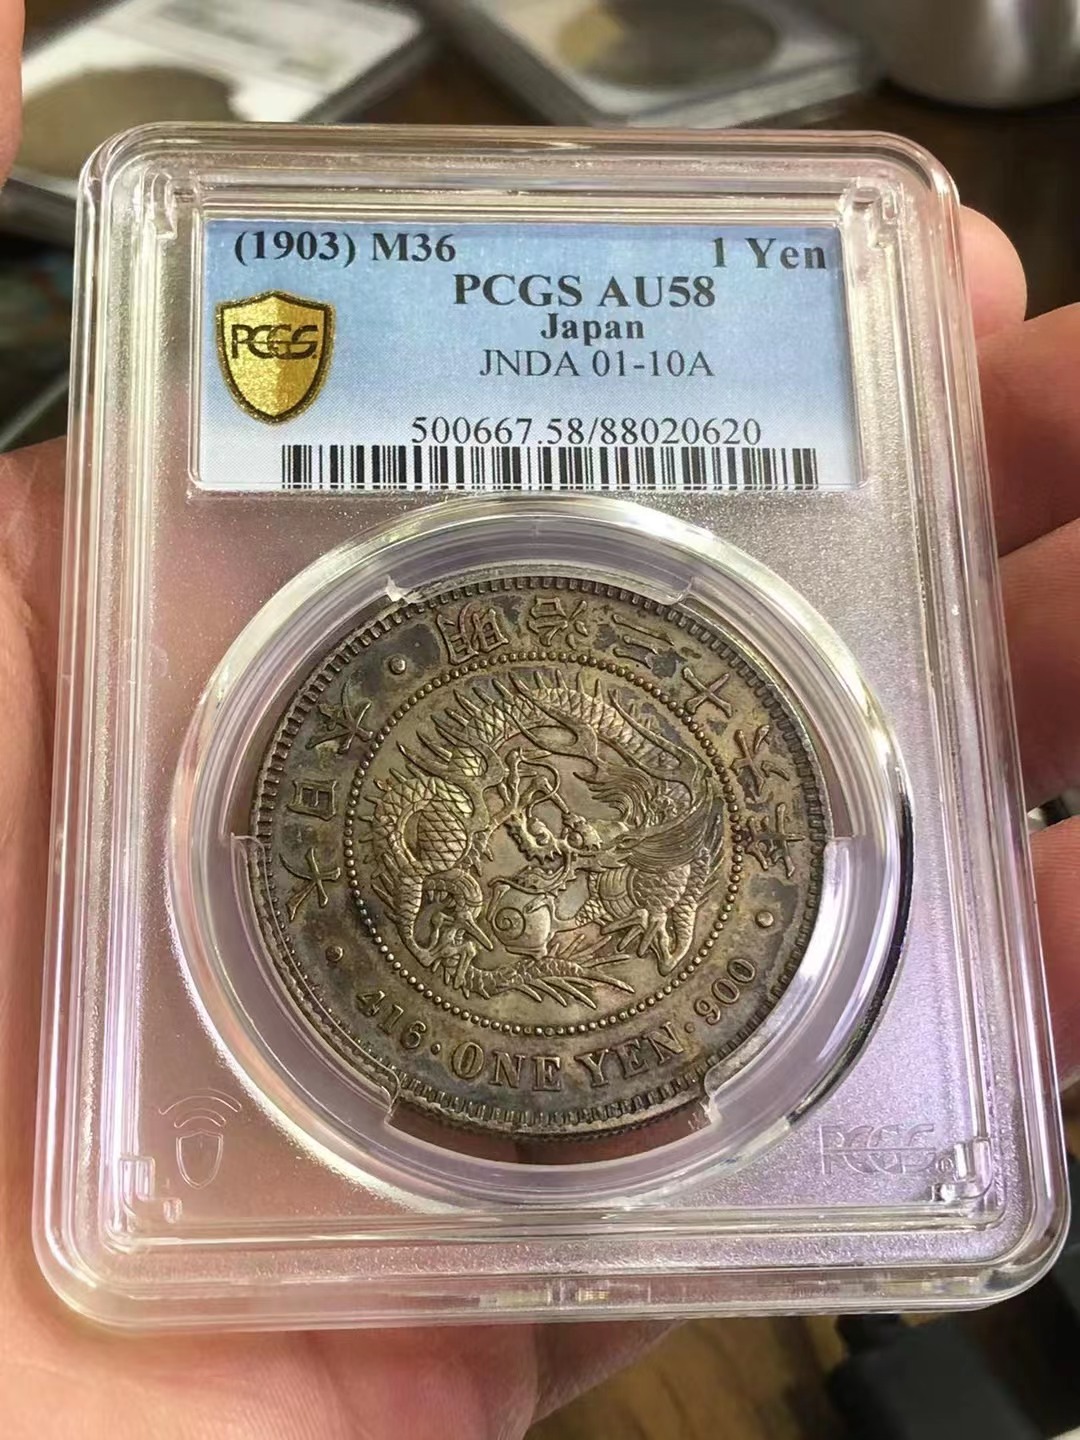 (1903) M36 1 Yen
PCGS AU58
Japan
JNDA 01-10A
PCGS
500667.58/88020620
大日本・明治三十六年
416・ONE YEN・900
PCGS